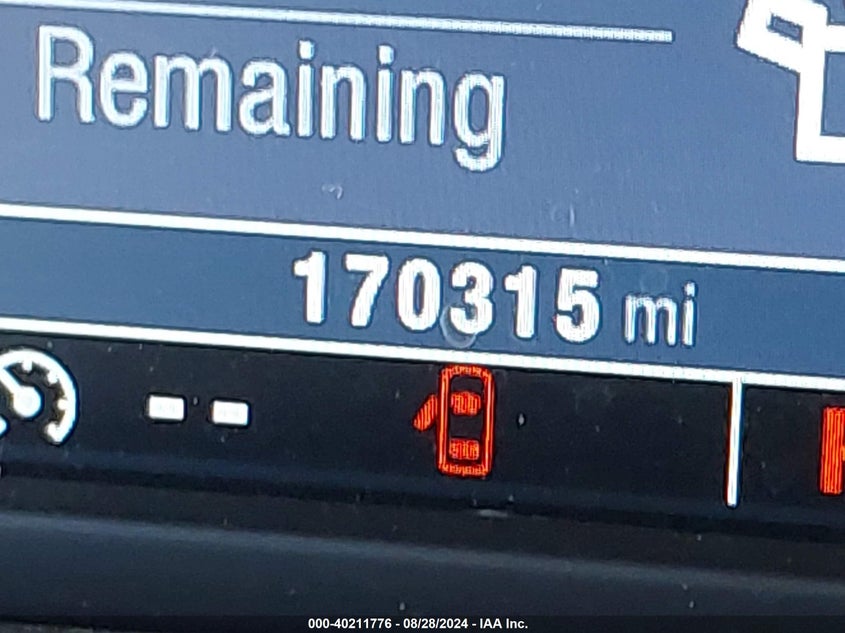 Remaining
170315 mi
--
000-40211776 - 08/28/2024 - IAA Inc.